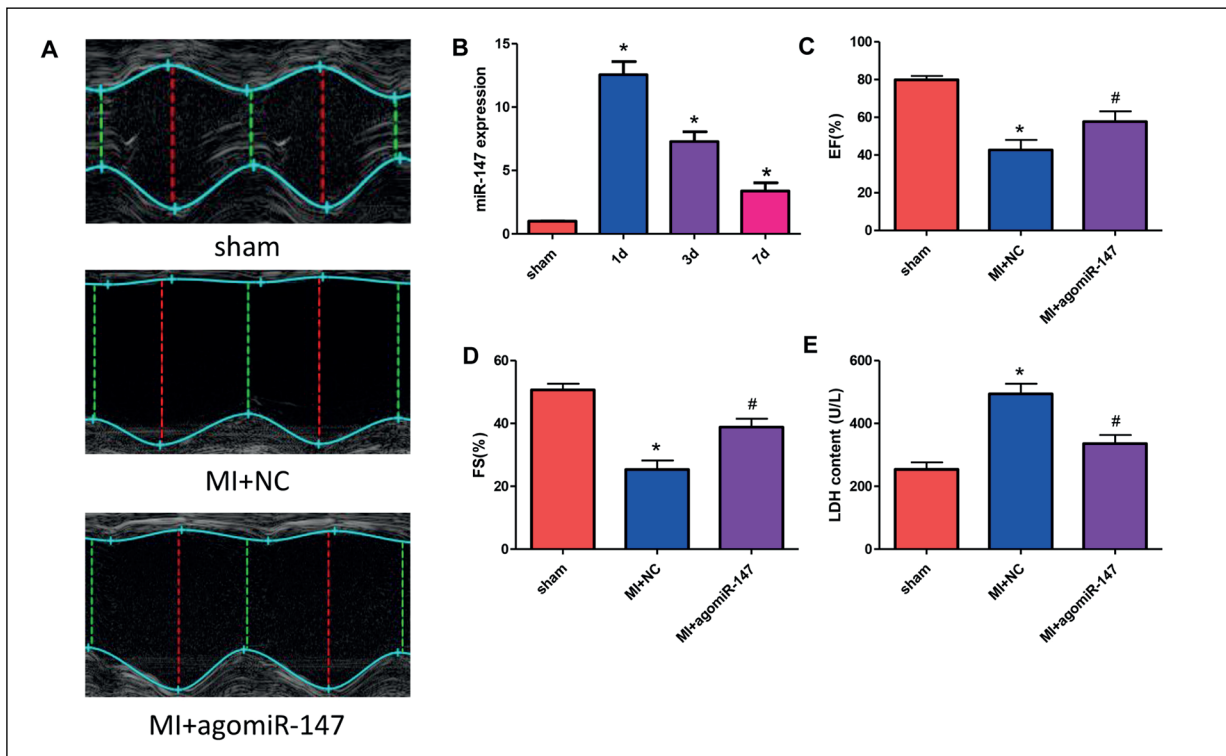 A
sham
MI+NC
MI+agomiR-147
B
miR-147 expression
15
10
5
0
sham
1d
3d
7d
*
*
*
C
EF(%)
100
80
60
40
20
0
sham
MI+NC
MI+agomiR-147
*
#
D
FS(%)
60
40
20
0
sham
MI+NC
MI+agomiR-147
*
#
E
LDH content (U/L)
600
400
200
0
sham
MI+NC
MI+agomiR-147
*
#